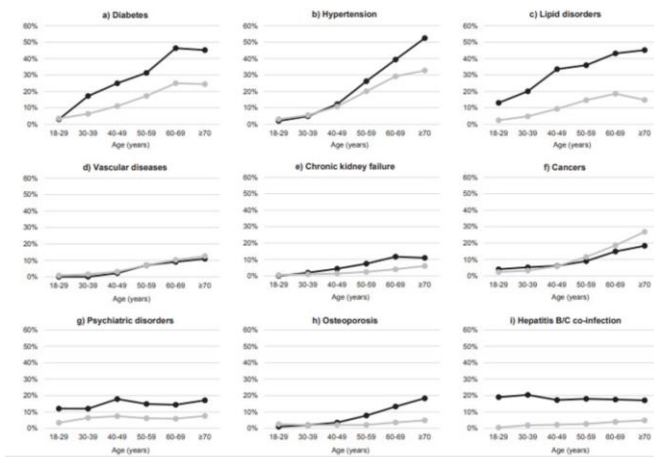 a) Diabetes
60%
50%
40%
30%
20%
10%
0%
18-29 30-39 40-49 50-59 60-69 ≥70
Age (years)
b) Hypertension
60%
50%
40%
30%
20%
10%
0%
18-29 30-39 40-49 50-59 60-69 ≥70
Age (years)
c) Lipid disorders
60%
50%
40%
30%
20%
10%
0%
18-29 30-39 40-49 50-59 60-69 ≥70
Age (years)
d) Vascular diseases
60%
50%
40%
30%
20%
10%
0%
18-29 30-39 40-49 50-59 60-69 ≥70
Age (years)
e) Chronic kidney failure
60%
50%
40%
30%
20%
10%
0%
18-29 30-39 40-49 50-59 60-69 ≥70
Age (years)
f) Cancers
60%
50%
40%
30%
20%
10%
0%
18-29 30-39 40-49 50-59 60-69 ≥70
Age (years)
g) Psychiatric disorders
60%
50%
40%
30%
20%
10%
0%
18-29 30-39 40-49 50-59 60-69 ≥70
Age (years)
h) Osteoporosis
60%
50%
40%
30%
20%
10%
0%
18-29 30-39 40-49 50-59 60-69 ≥70
Age (years)
i) Hepatitis B/C co-infection
60%
50%
40%
30%
20%
10%
0%
18-29 30-39 40-49 50-59 60-69 ≥70
Age (years)